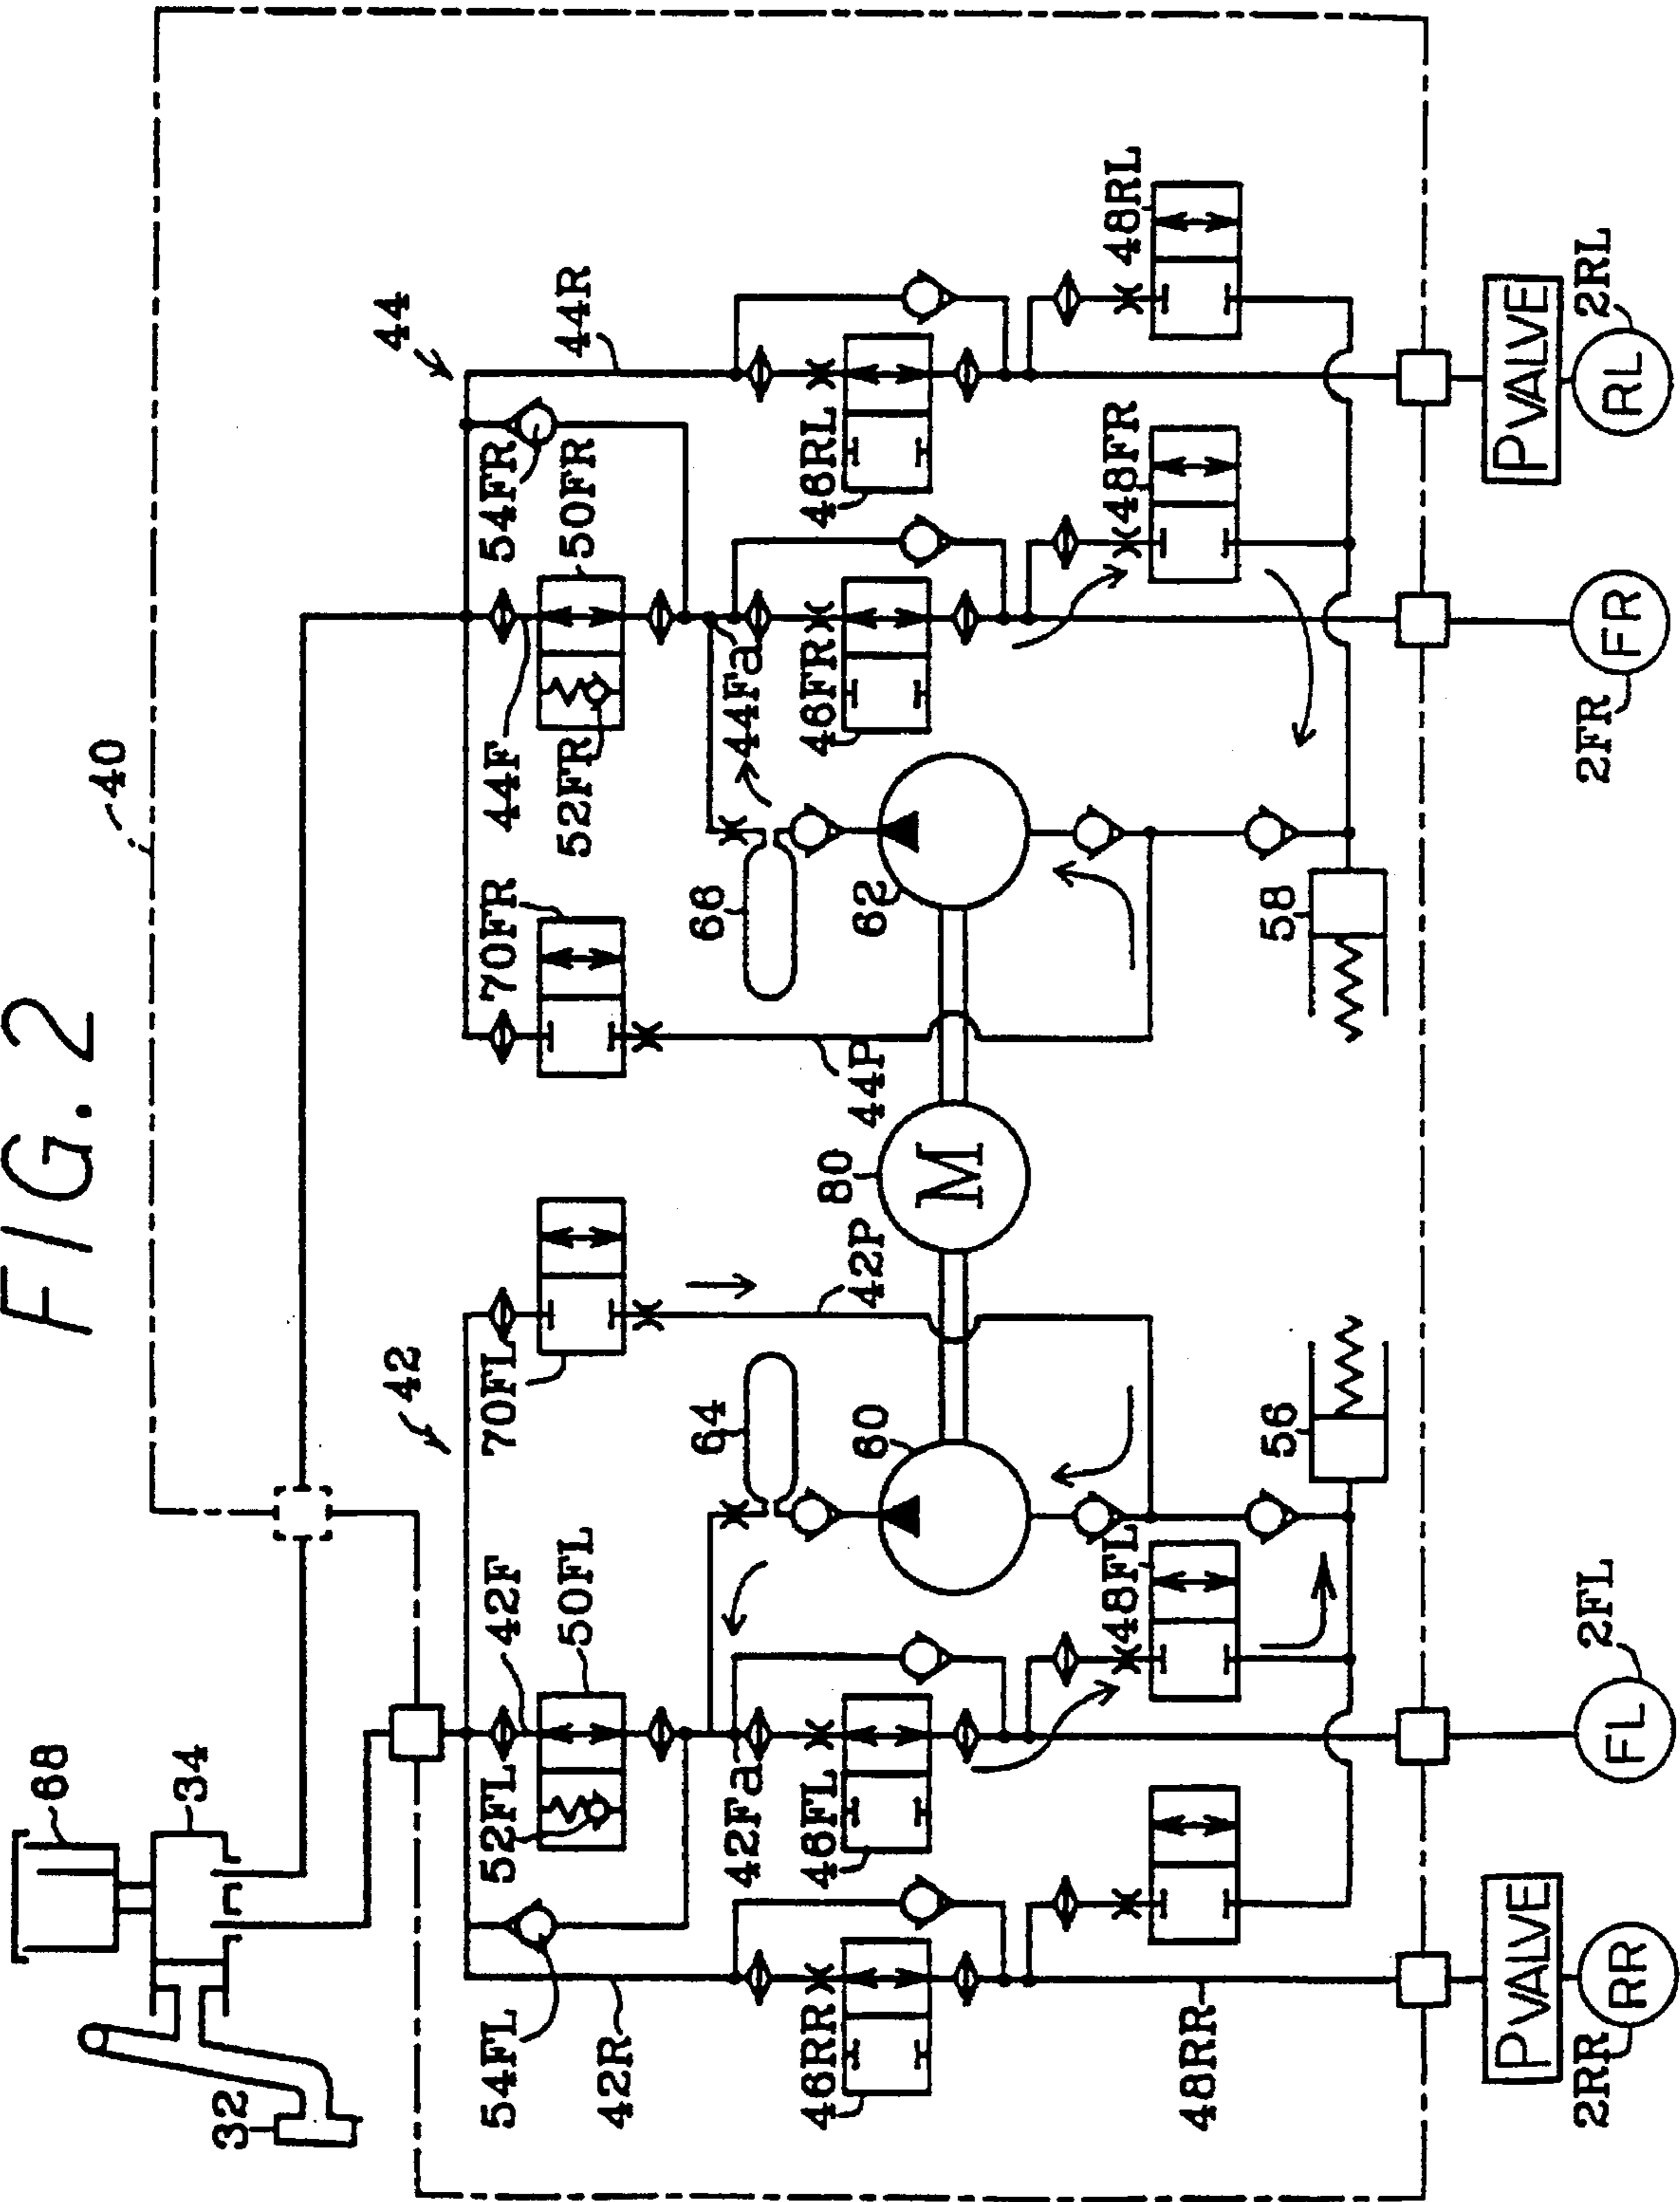 FIG. 2
68
40
34
32
42
44
54FL
52FL
42F
70FL
70FR
44F
54FR
42R
50FL
52FR
50FR
44R
64
66
42Fa
44Fa
46RR
46FL
80
46FR
46RL
60
42P
44P
62
M
48RR
48FL
48FR
48RL
56
58
PVALVE
PVALVE
2RR
2FL
2FR
2RL
RR
FL
FR
RL